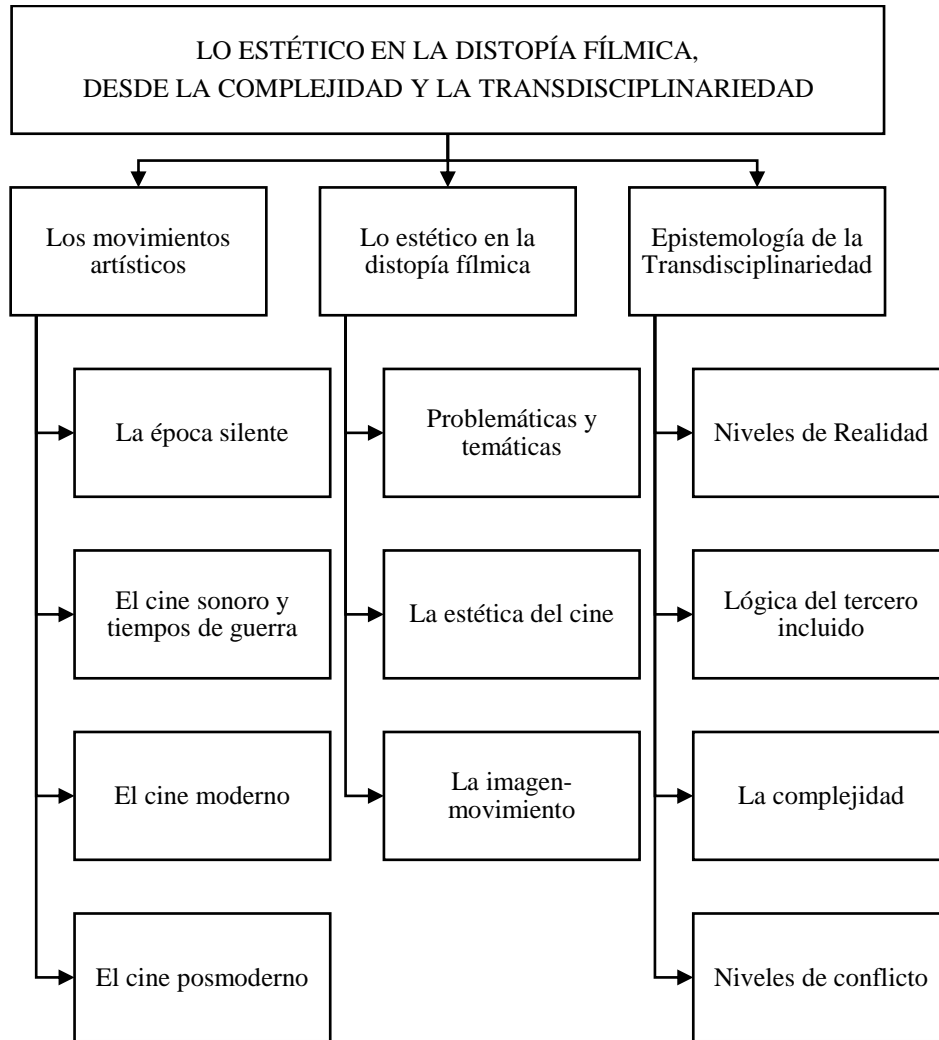 LO ESTÉTICO EN LA DISTOPÍA FÍLMICA,
DESDE LA COMPLEJIDAD Y LA TRANSDISCIPLINARIEDAD
Los movimientos
artísticos
Lo estético en la
distopía fílmica
Epistemología de la
Transdisciplinariedad
La época silente
Problemáticas y
temáticas
Niveles de Realidad
El cine sonoro y
tiempos de guerra
La estética del cine
Lógica del tercero
incluido
El cine moderno
La imagen-
movimiento
La complejidad
El cine posmoderno
Niveles de conflicto